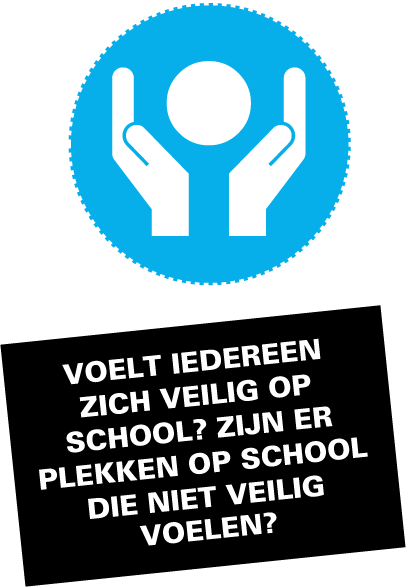 VOELT IEDEREEN
ZICH VEILIG OP
SCHOOL? ZIJN ER
PLEKKEN OP SCHOOL
DIE NIET VEILIG
VOELEN?